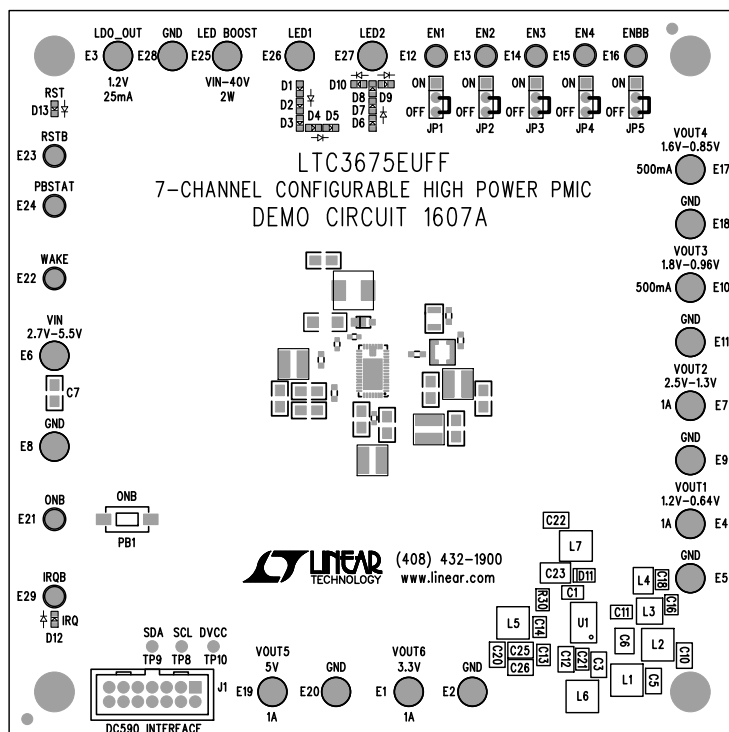 LDO_OUT GND LED BOOST LED1 LED2 EN1 EN2 EN3 EN4 ENBB
E3 E28 E25 E26 E27 E12 E13 E14 E15 E16
1.2V
25mA
VIN-40V
2W
D1
D2
D3
D4 D5
D10
D8
D7
D6
D9
ON ON ON ON ON
OFF OFF OFF OFF OFF
JP1 JP2 JP3 JP4 JP5
RST
D13
RSTB
E23
PBSTAT
E24
WAKE
E22
VIN
2.7V-5.5V
E6
C7
GND
E8
ONB
E21
ONB
PB1
IRQB
E29
IRQ
D12
LTC3675EUFF
7-CHANNEL CONFIGURABLE HIGH POWER PMIC
DEMO CIRCUIT 1607A
VOUT4
1.6V-0.85V
500mA E17
GND
E18
VOUT3
1.8V-0.96V
500mA E10
GND
E11
VOUT2
2.5V-1.3V
1A E7
GND
E9
VOUT1
1.2V-0.64V
1A E4
GND
E5
LINEAR
TECHNOLOGY
(408) 432-1900
www.linear.com
C22
L7
C23 D11
C1
R30
L5 C14
U1
C20 C25
C26
C13 C12 C21 C3
L6
L4 C18
C11 L3 C16
C6 L2 C10
L1 C5
SDA SCL DVCC
TP9 TP8 TP10
J1
DC590 INTERFACE
VOUT5
5V
E19
1A
GND
E20
VOUT6
3.3V
E1
1A
GND
E2